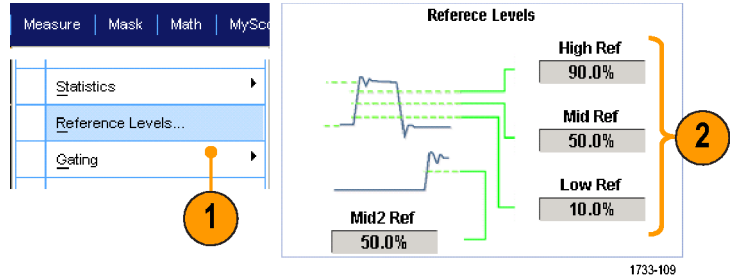 Measure | Mask | Math | MySco
Statistics
Reference Levels...
Gating
1
Referece Levels
High Ref
90.0%
Mid Ref
50.0%
Low Ref
10.0%
2
Mid2 Ref
50.0%
1733-109